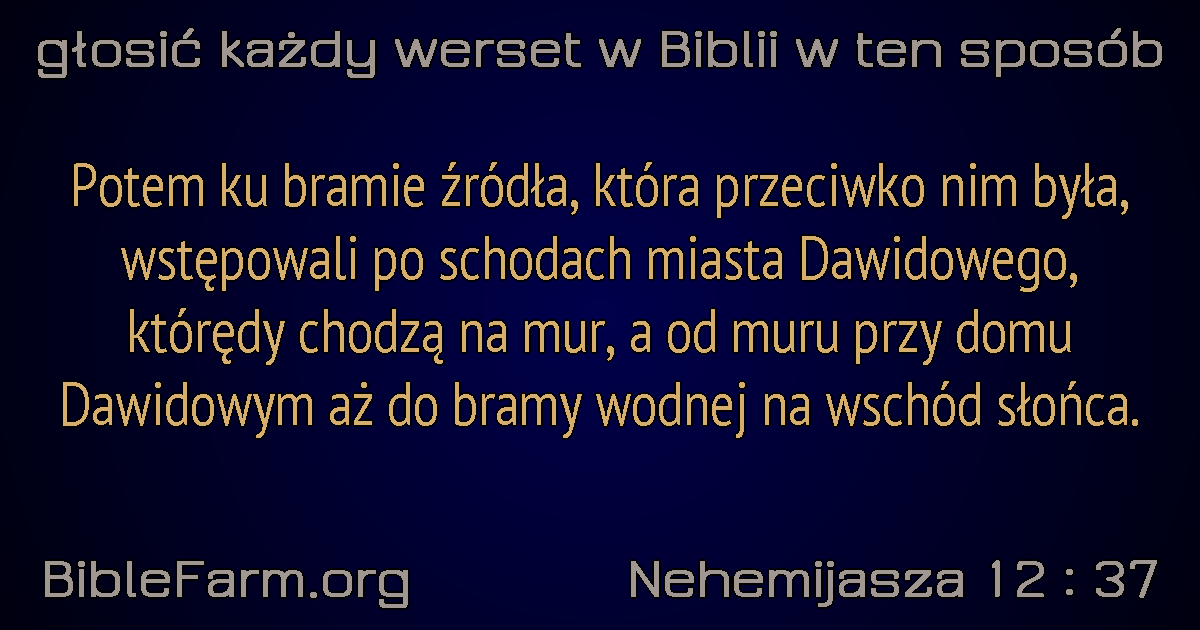 głosić każdy werset w Biblii w ten sposób
Potem ku bramie źródła, która przeciwko nim była,
wstępowali po schodach miasta Dawidowego,
którędy chodzą na mur, a od muru przy domu
Dawidowym aż do bramy wodnej na wschód słońca.
BibleFarm.org
Nehemijasza 12 : 37